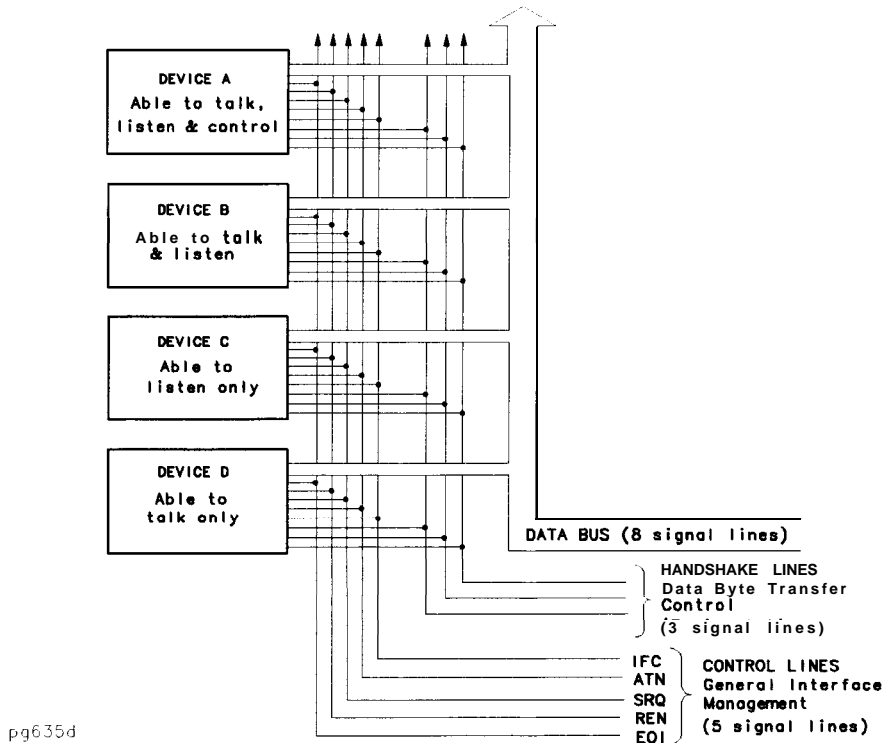 DEVICE A
Able to talk,
listen & control
DEVICE B
Able to talk
& listen
DEVICE C
Able to
listen only
DEVICE D
Able to
talk only
DATA BUS (8 signal lines)
HANDSHAKE LINES
Data Byte Transfer
Control
(3 signal lines)
IFC
ATN
SRQ
REN
EOI
CONTROL LINES
General Interface
Management
(5 signal lines)
pg635d